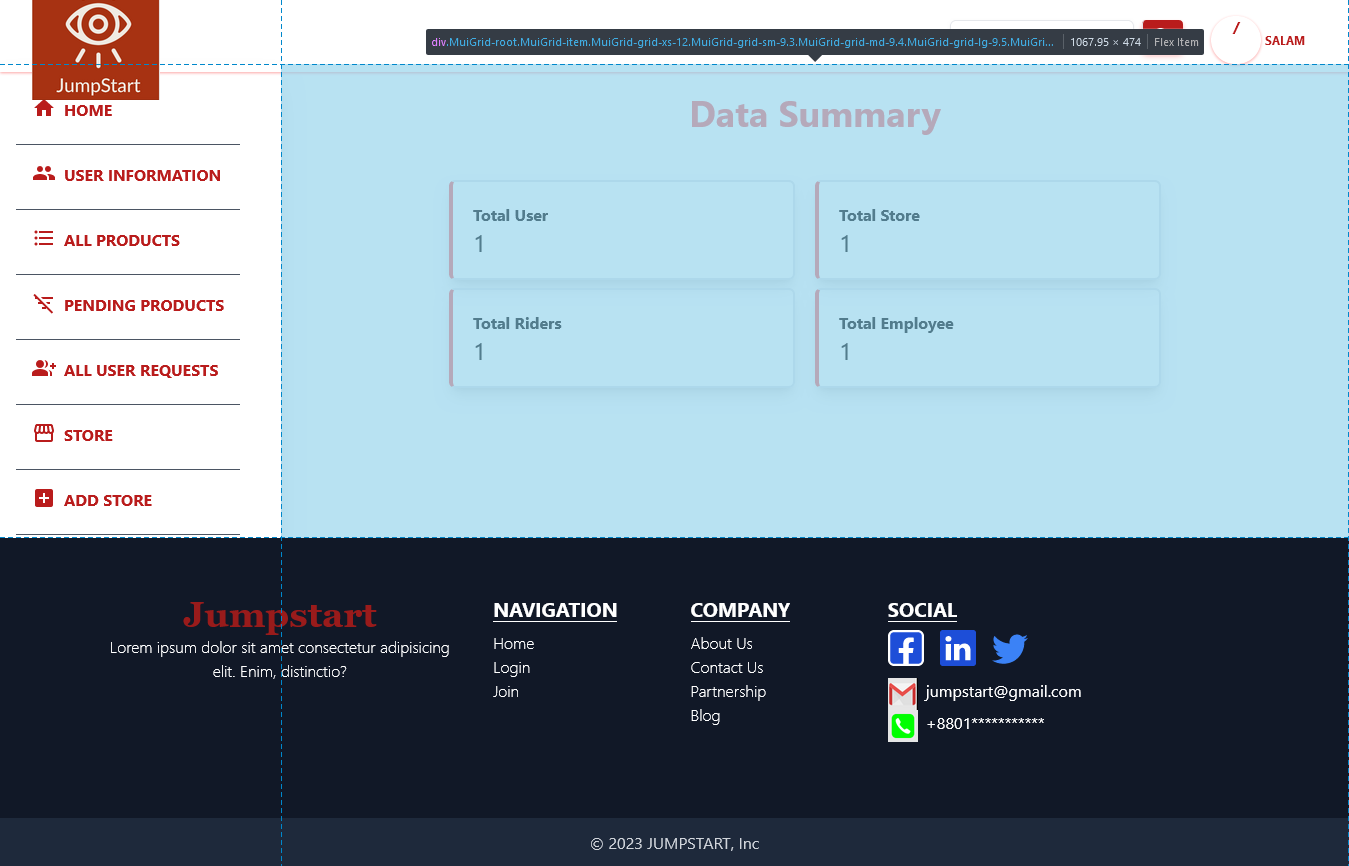 div.MuiGrid-root.MuiGrid-item.MuiGrid-grid-xs-12.MuiGrid-grid-sm-9.3.MuiGrid-grid-md-9.4.MuiGrid-grid-lg-9.5.MuiGri... 1067.95 × 474 Flex Item
/ SALAM
JumpStart
HOME
USER INFORMATION
ALL PRODUCTS
PENDING PRODUCTS
ALL USER REQUESTS
STORE
ADD STORE
Data Summary
Total User
1
Total Store
1
Total Riders
1
Total Employee
1
Jumpstart
Lorem ipsum dolor sit amet consectetur adipisicing
elit. Enim, distinctio?
NAVIGATION
Home
Login
Join
COMPANY
About Us
Contact Us
Partnership
Blog
SOCIAL
jumpstart@gmail.com
+8801***********
© 2023 JUMPSTART, Inc